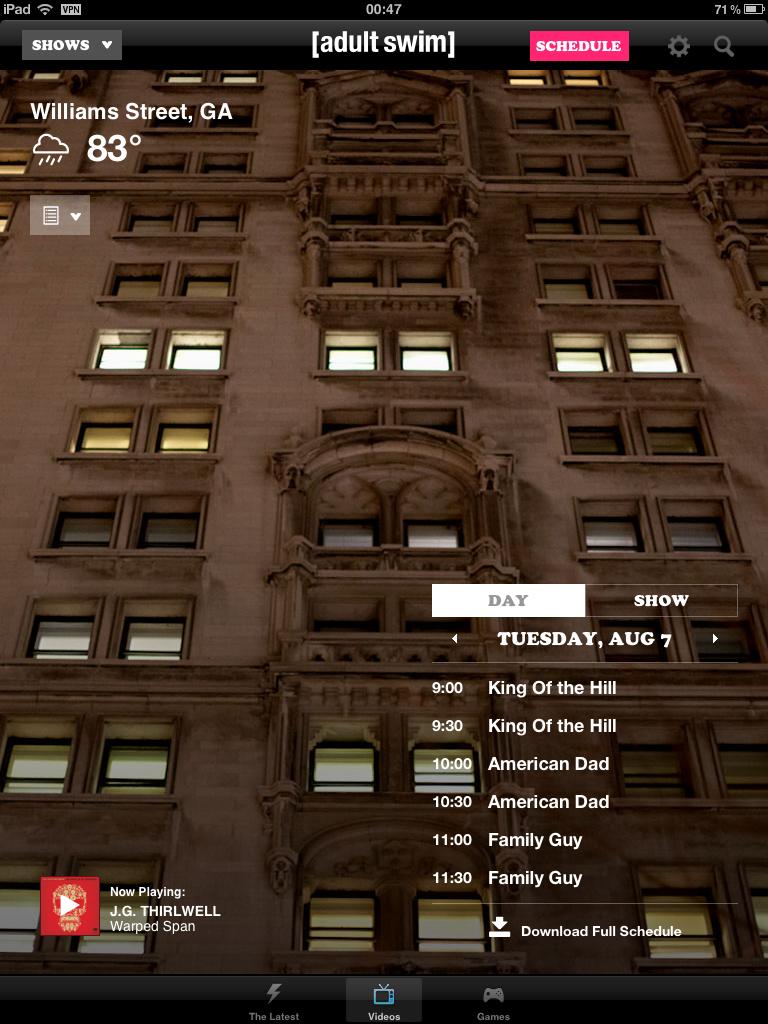 iPad VPN 00:47 71 %
SHOWS [adult swim] SCHEDULE
Williams Street, GA
83°
DAY SHOW
TUESDAY, AUG 7
9:00 King Of the Hill
9:30 King Of the Hill
10:00 American Dad
10:30 American Dad
11:00 Family Guy
11:30 Family Guy
Download Full Schedule
Now Playing:
J.G. THIRLWELL
Warped Span
The Latest Videos Games